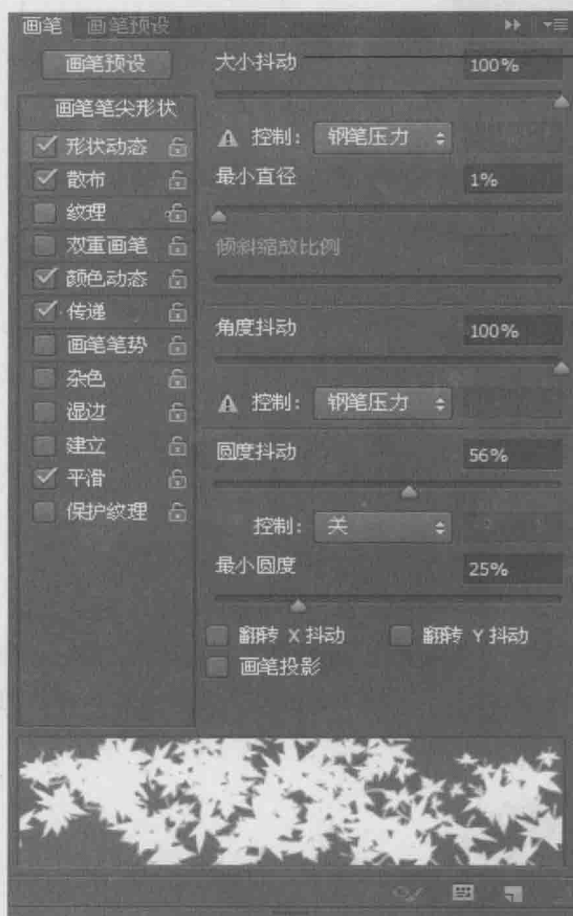 画笔 画笔预设
画笔预设
画笔笔尖形状
形状动态
散布
纹理
双重画笔
颜色动态
传递
画笔笔势
杂色
湿边
建立
平滑
保护纹理
大小抖动 100%
控制: 钢笔压力
最小直径 1%
倾斜缩放比例
角度抖动 100%
控制: 钢笔压力
圆度抖动 56%
控制: 关
最小圆度 25%
翻转 X 抖动 翻转 Y 抖动
画笔投影